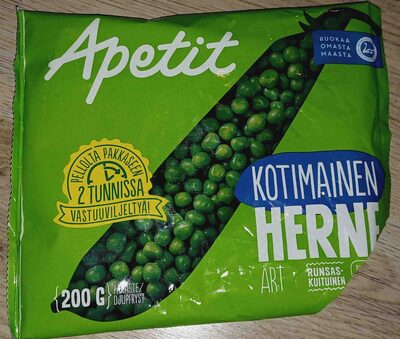 Apetit
RUOKAA
OMASTA
MAASTA
PELLOLTA PAKKASEEN
2 TUNNISSA
VASTUUVILJELTYÄ!
KOTIMAINEN
HERNE
ÄRT
RUNSAS-
KUITUINEN
200 G
PAKASTE/
DJUPFRYST